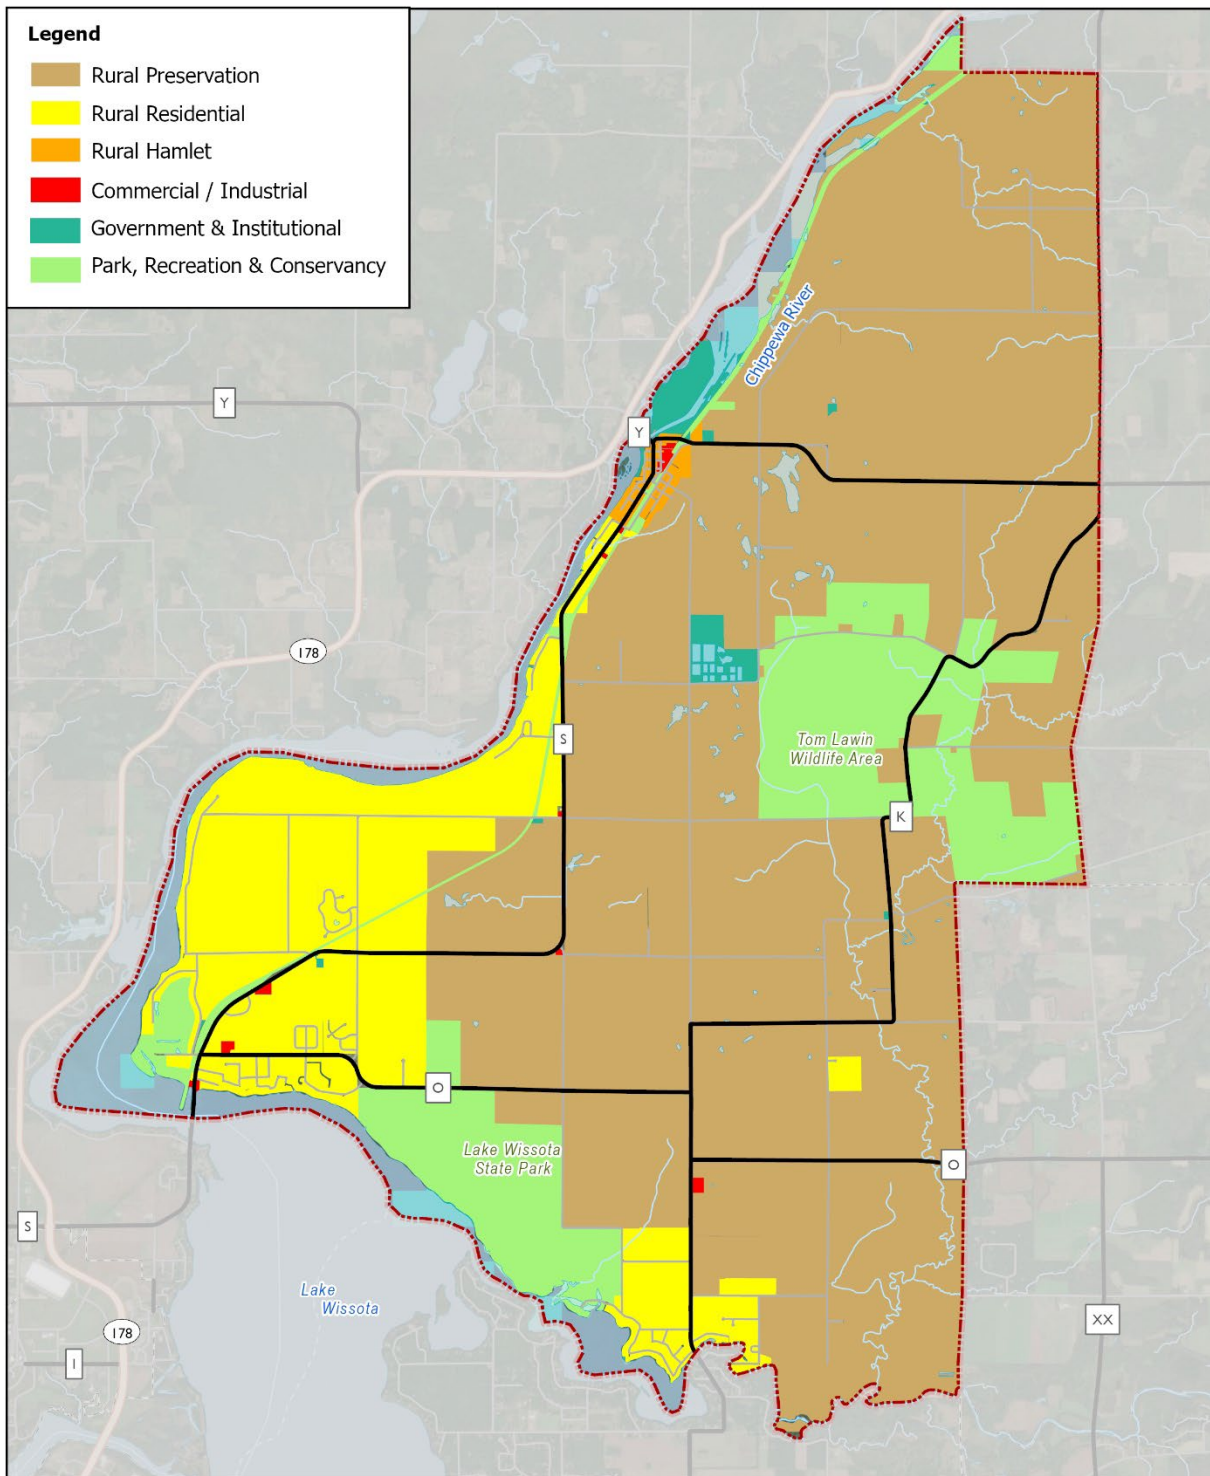 Legend
Rural Preservation
Rural Residential
Rural Hamlet
Commercial / Industrial
Government & Institutional
Park, Recreation & Conservancy
Chippewa River
Y
Y
178
S
Tom Lawin
Wildlife Area
K
O
Lake Wissota
State Park
O
S
Lake
Wissota
178
XX
I